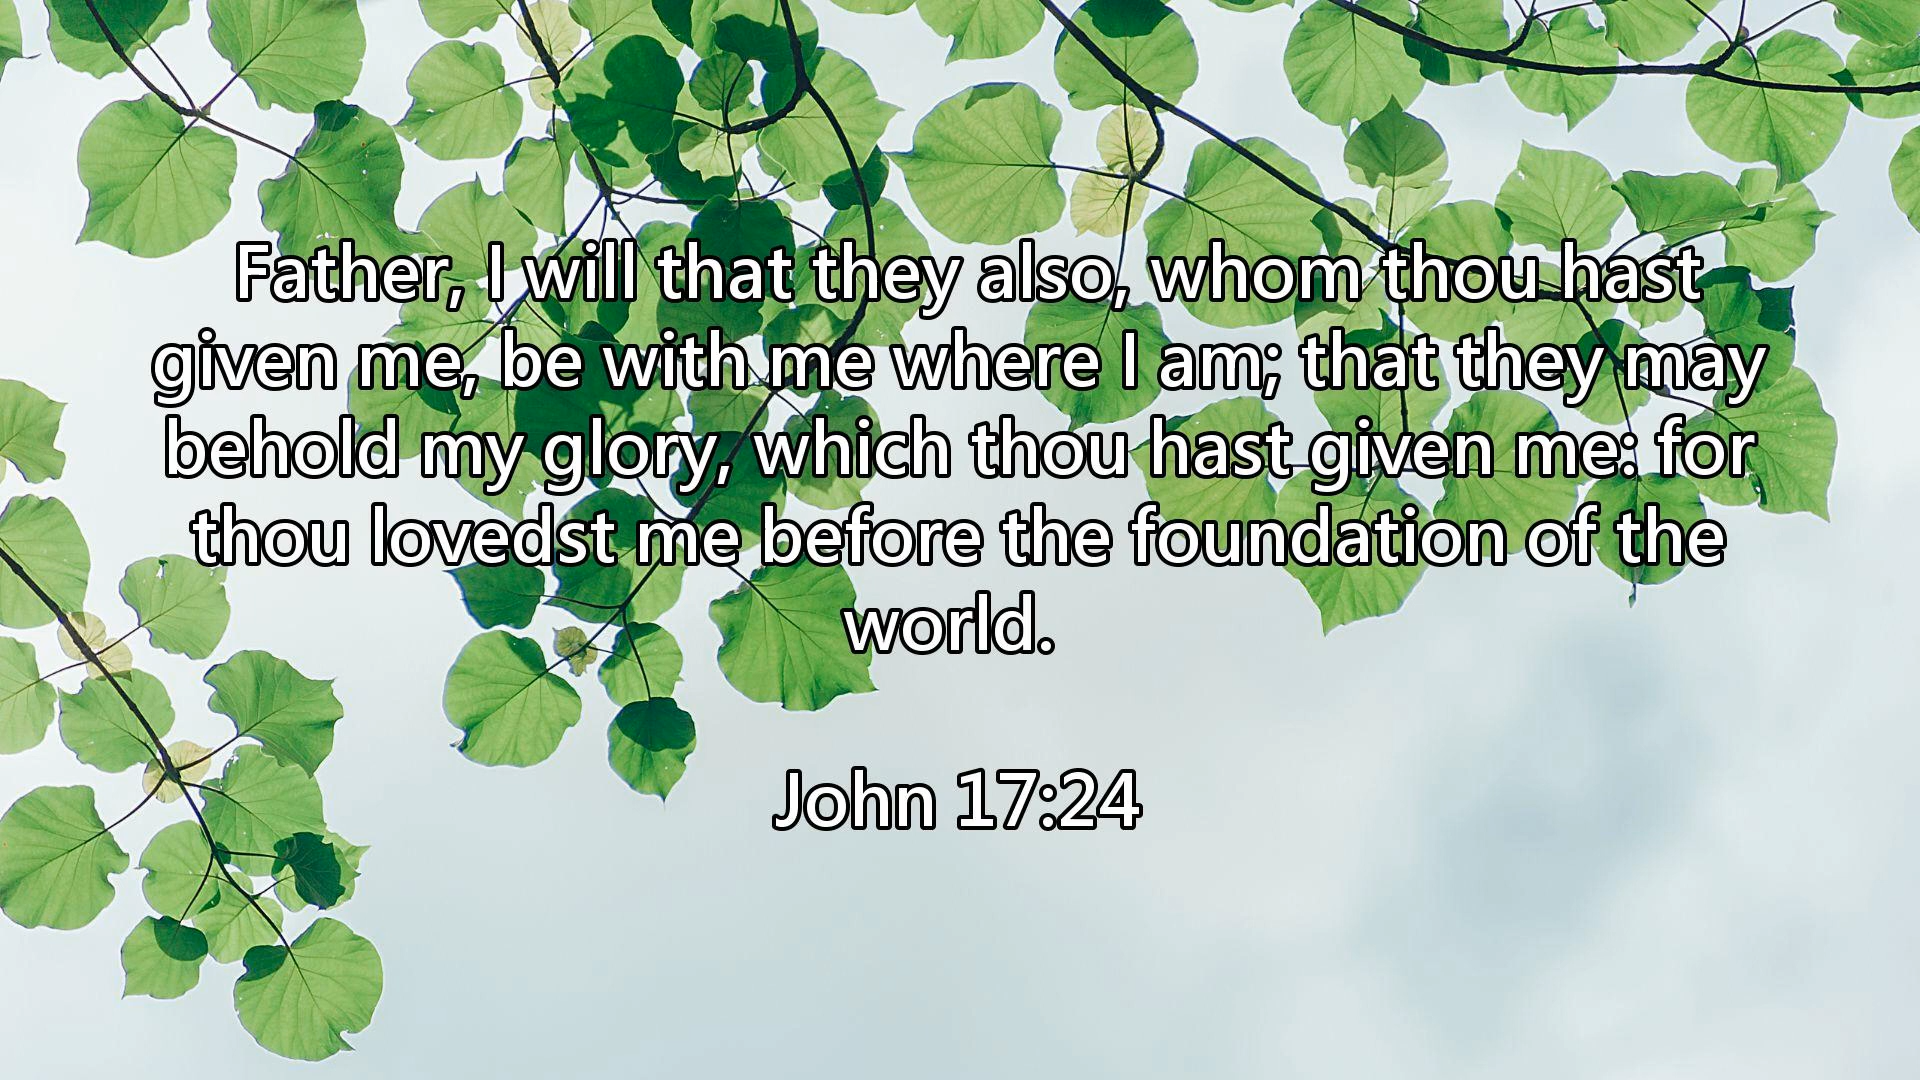 Father, I will that they also, whom thou hast
given me, be with me where I am; that they may
behold my glory, which thou hast given me: for
thou lovedst me before the foundation of the
world.
John 17:24